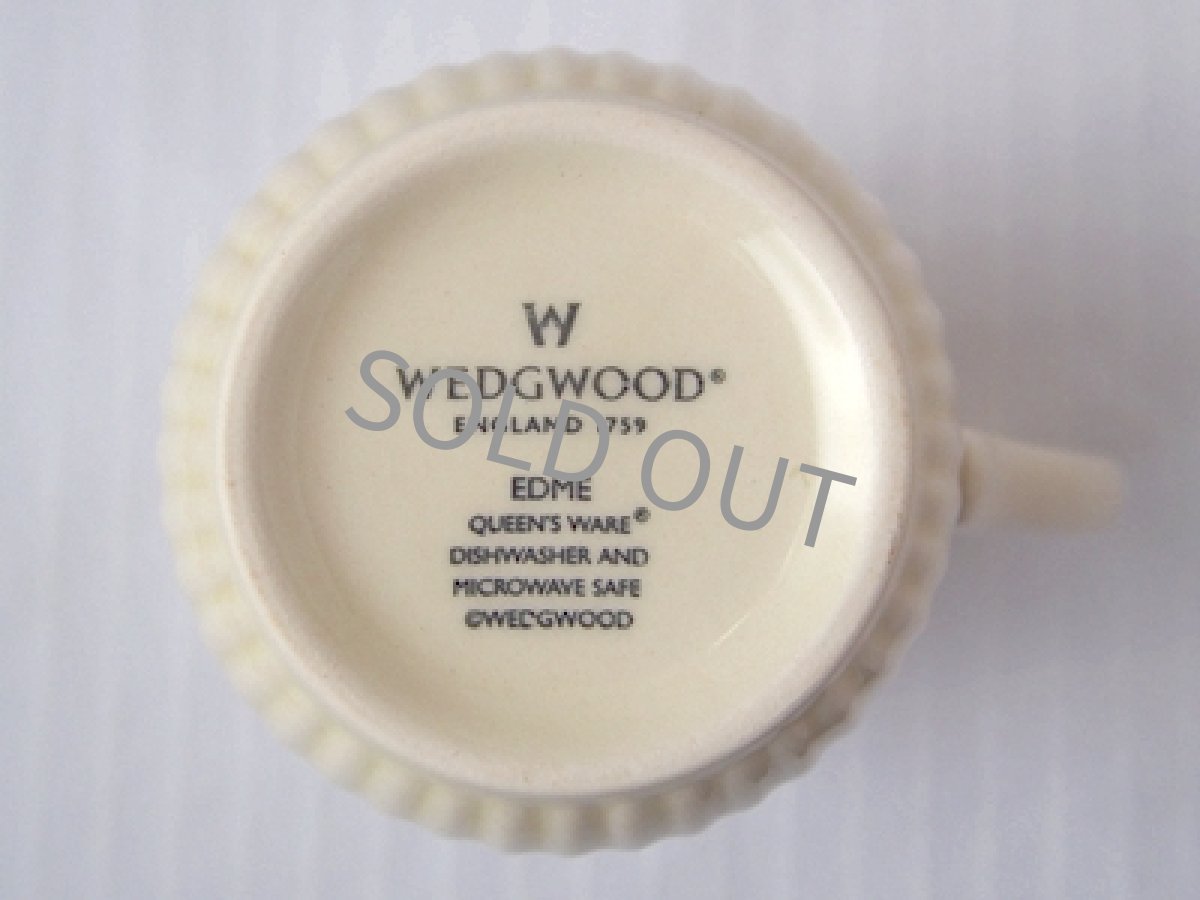 W
WEDGWOOD®
ENGLAND 1759
EDME
QUEEN'S WARE®
DISHWASHER AND
MICROWAVE SAFE
©WEDGWOOD
SOLD OUT